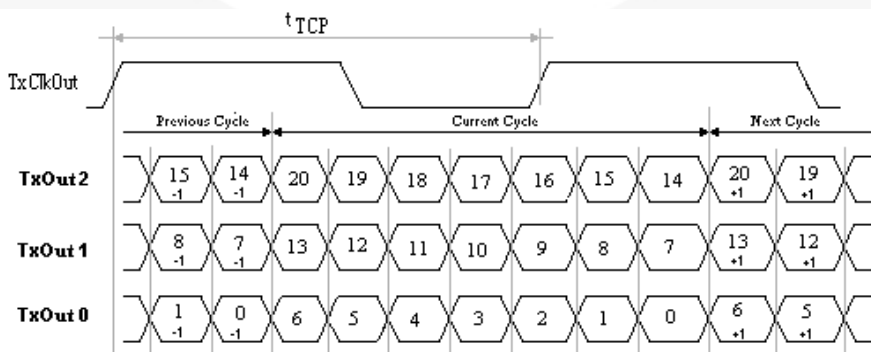 tTCP
TxClkOut
Previous Cycle Current Cycle Next Cycle
TxOut 2 15 -1 14 -1 20 19 18 17 16 15 14 20 +1 19 +1
TxOut 1 8 -1 7 -1 13 12 11 10 9 8 7 13 +1 12 +1
TxOut 0 1 -1 0 -1 6 5 4 3 2 1 0 6 +1 5 +1